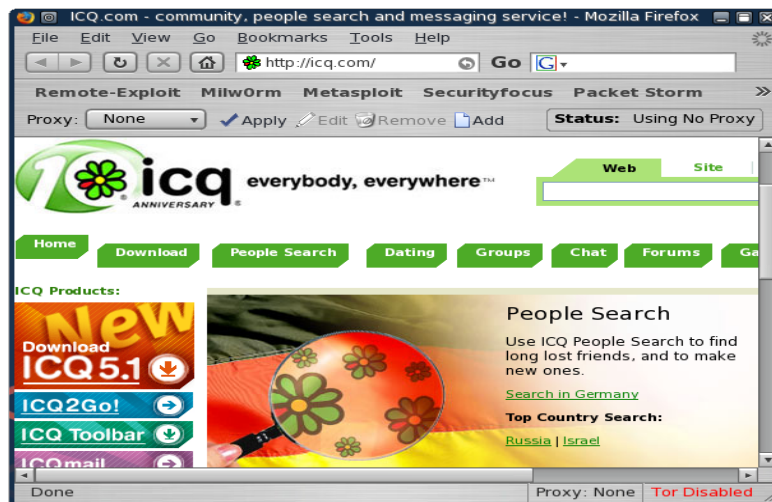 ICQ.com - community, people search and messaging service! - Mozilla Firefox
File Edit View Go Bookmarks Tools Help
http://icq.com/ Go G
Remote-Exploit Milw0rm Metasploit Securityfocus Packet Storm »
Proxy: None Apply Edit Remove Add Status: Using No Proxy
10 icq everybody, everywhere™
ANNIVERSARY
Web Site
Home Download People Search Dating Groups Chat Forums Ga
ICQ Products:
New
Download
ICQ 5.1
ICQ2Go!
ICQ Toolbar
ICQmail
People Search
Use ICQ People Search to find
long lost friends, and to make
new ones.
Search in Germany
Top Country Search:
Russia | Israel
Done Proxy: None Tor Disabled